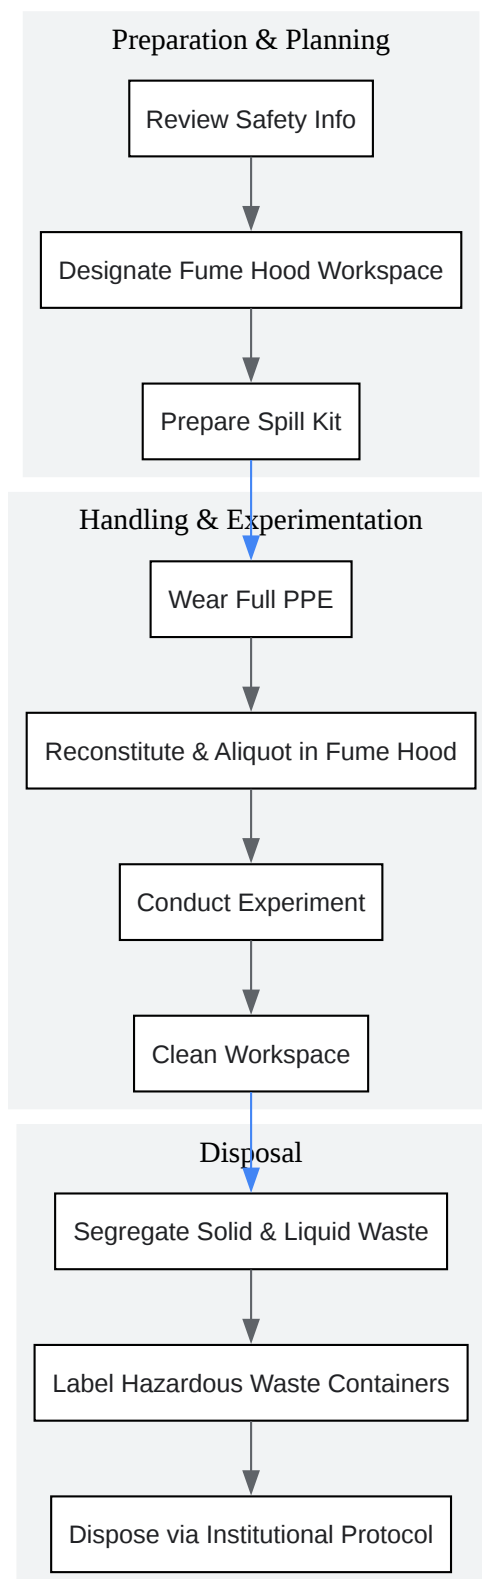 Preparation & Planning
Review Safety Info
Designate Fume Hood Workspace
Prepare Spill Kit
Handling & Experimentation
Wear Full PPE
Reconstitute & Aliquot in Fume Hood
Conduct Experiment
Clean Workspace
Disposal
Segregate Solid & Liquid Waste
Label Hazardous Waste Containers
Dispose via Institutional Protocol